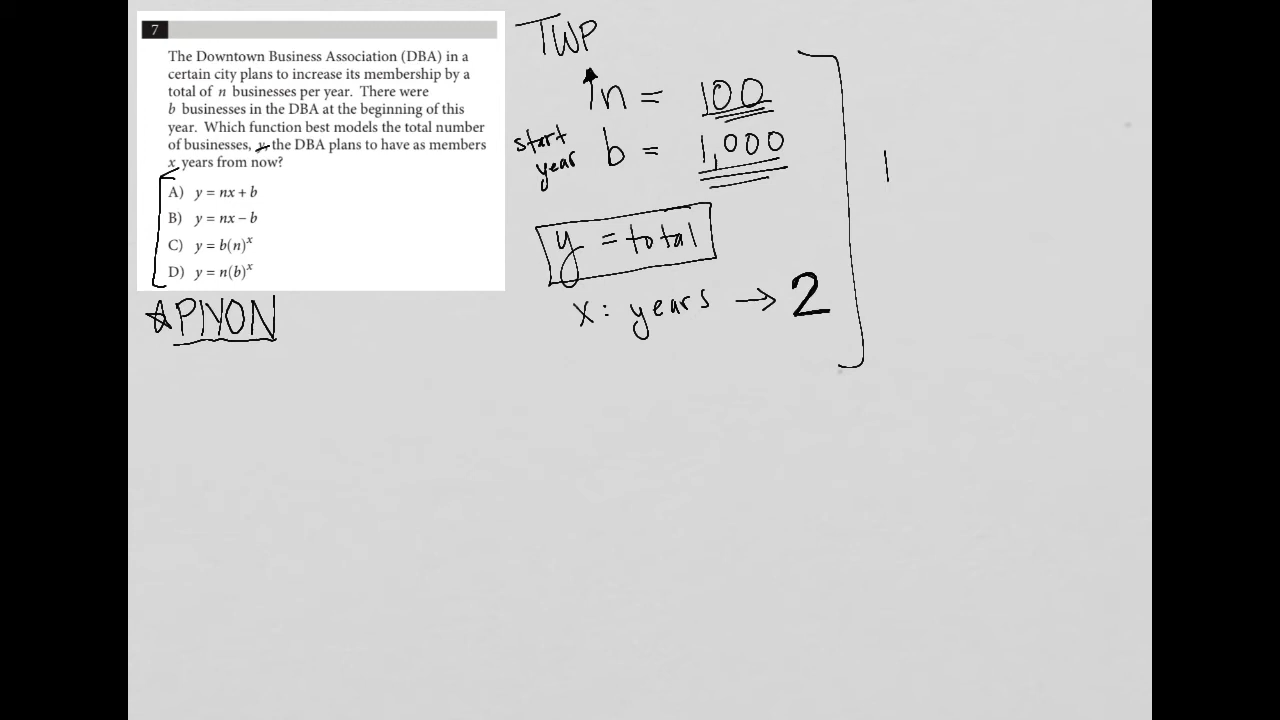 7
The Downtown Business Association (DBA) in a
certain city plans to increase its membership by a
total of n businesses per year. There were
b businesses in the DBA at the beginning of this
year. Which function best models the total number
of businesses, y, the DBA plans to have as members
x years from now?
A) y = nx + b
B) y = nx − b
C) y = b(n)ˣ
D) y = n(b)ˣ
☆PIYON
TWP
↑n = 100
start year b = 1,000
y = total
x: years → 2
1